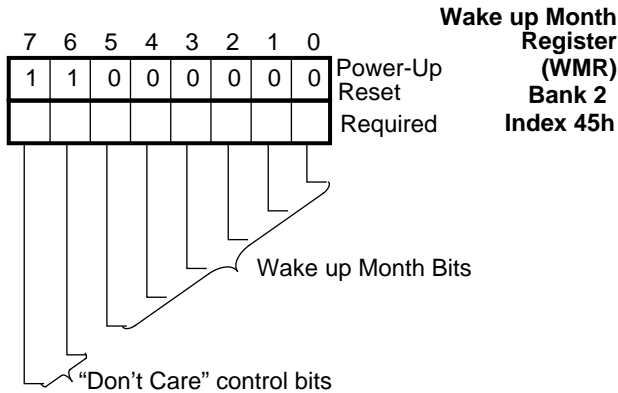 Wake up Month
Register
(WMR)
Bank 2
Index 45h
7 6 5 4 3 2 1 0
1 1 0 0 0 0 0 0 Power-Up
Reset
Required
Wake up Month Bits
“Don’t Care” control bits